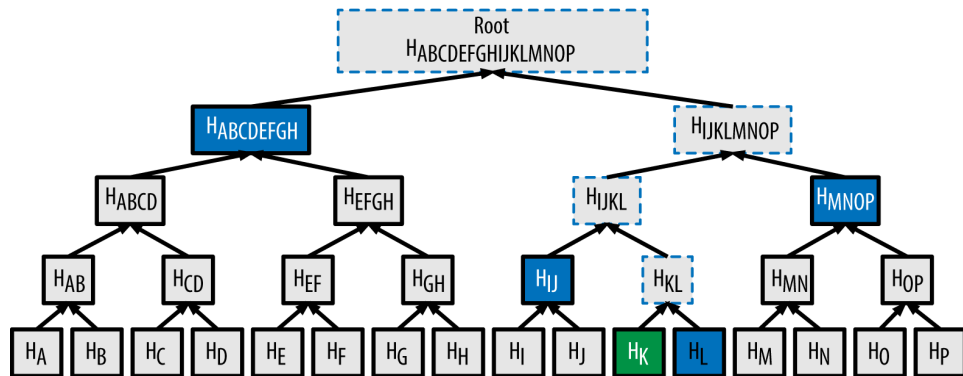 Root
HABCDEFGHIJKLMNOP
HABCDEFGH
HIJKLMNOP
HABCD
HEFGH
HIJKL
HMNOP
HAB
HCD
HEF
HGH
HIJ
HKL
HMN
HOP
HA
HB
HC
HD
HE
HF
HG
HH
HI
HJ
HK
HL
HM
HN
HO
HP